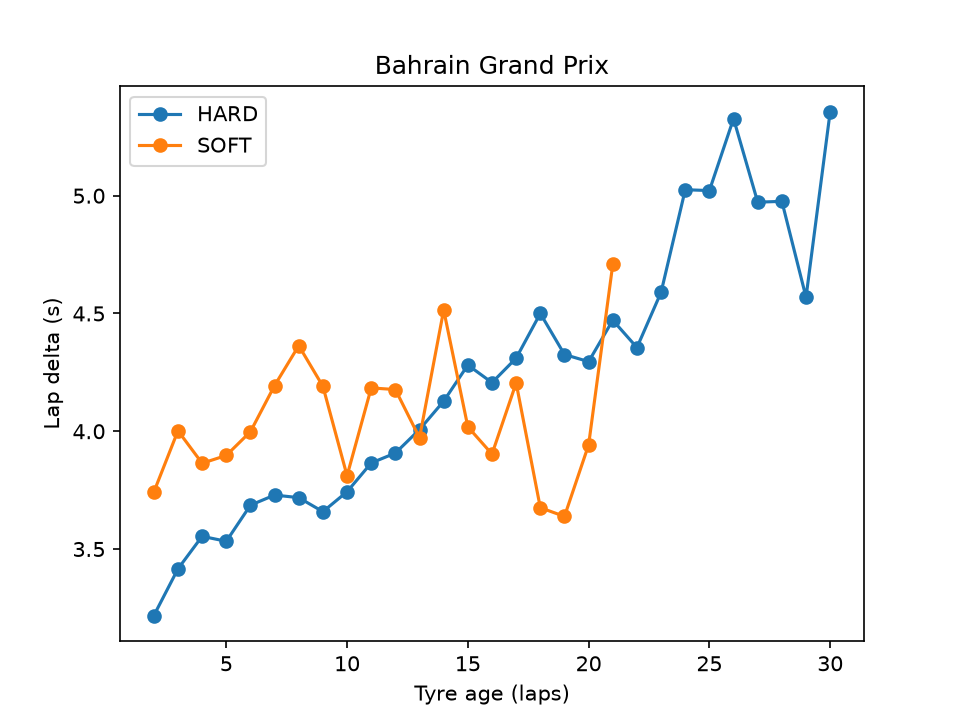 Bahrain Grand Prix
HARD
SOFT
5.0
4.5
4.0
3.5
Lap delta (s)
5 10 15 20 25 30
Tyre age (laps)